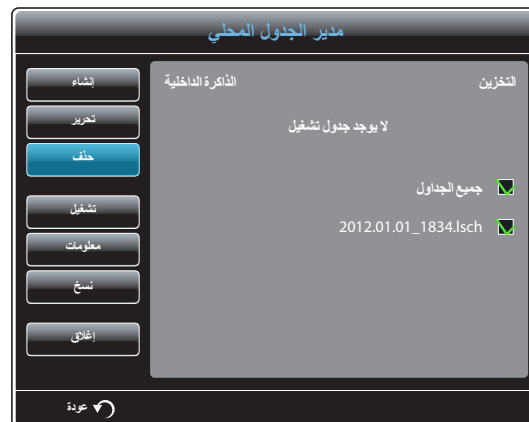 مدير الجدول المحلي
التخزين
الذاكرة الداخلية
لا يوجد جدول تشغيل
جميع الجداول
2012.01.01_1834.lsch
إنشاء
تحرير
حذف
تشغيل
معلومات
نسخ
إغلاق
عودة